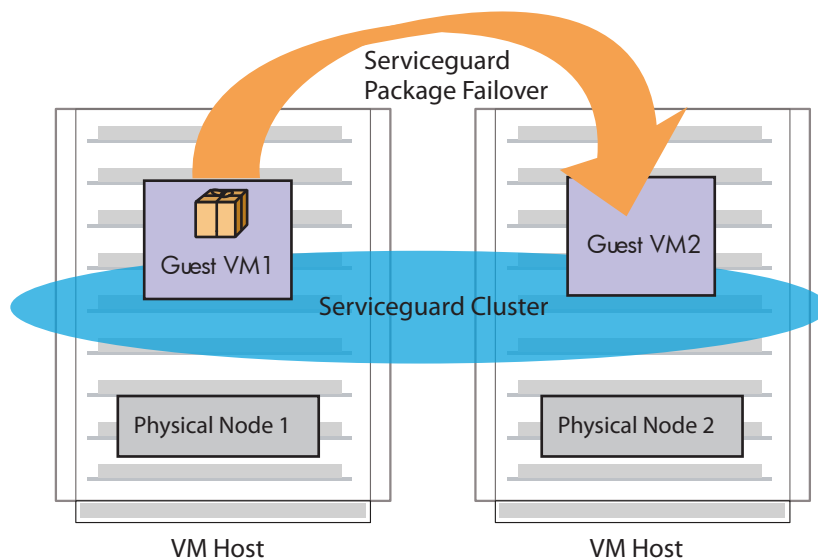 Serviceguard
Package Failover
Guest VM1
Guest VM2
Serviceguard Cluster
Physical Node 1
Physical Node 2
VM Host
VM Host